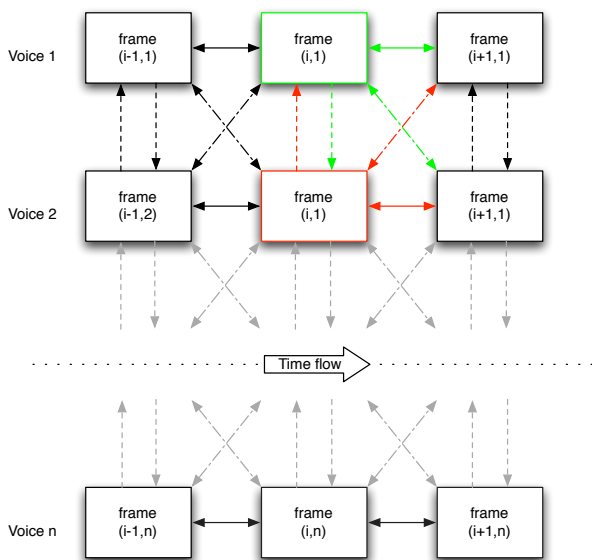 Voice 1
frame
(i-1,1)
frame
(i,1)
frame
(i+1,1)
Voice 2
frame
(i-1,2)
frame
(i,1)
frame
(i+1,1)
Time flow
Voice n
frame
(i-1,n)
frame
(i,n)
frame
(i+1,n)